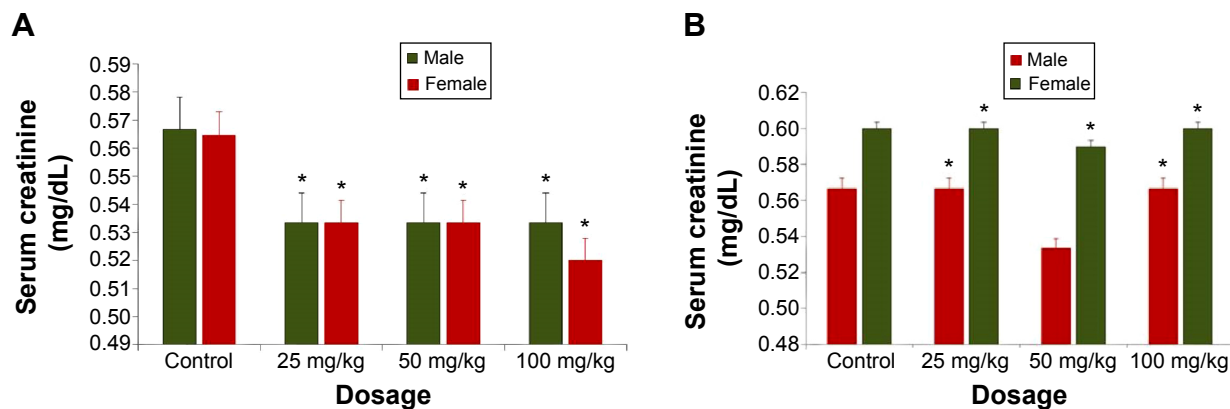 A
Male
Female
Serum creatinine
(mg/dL)
0.59
0.58
0.57
0.56
0.55
0.54
0.53
0.52
0.51
0.50
0.49
* * * * * *
Control 25 mg/kg 50 mg/kg 100 mg/kg
Dosage
B
Male
Female
Serum creatinine
(mg/dL)
0.62
0.60
0.58
0.56
0.54
0.52
0.50
0.48
* * * * *
Control 25 mg/kg 50 mg/kg 100 mg/kg
Dosage